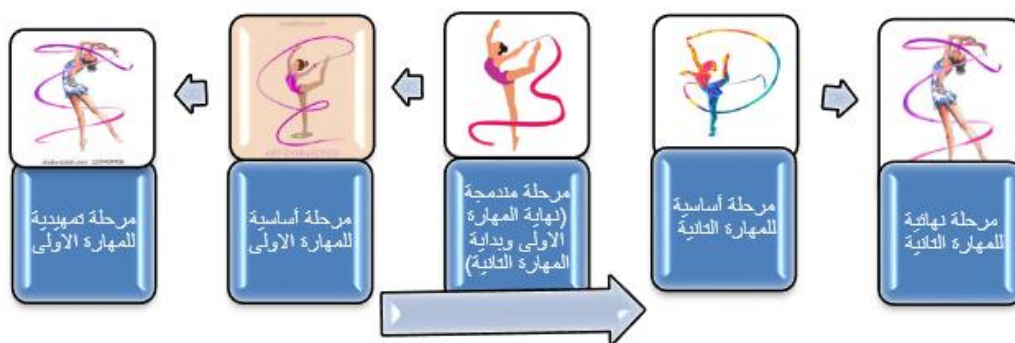 مرحلة تمهيدية
للمهارة الاولى
مرحلة أساسية
للمهارة الاولى
مرحلة مندمجة
(نهاية المهارة
الاولى وبداية
المهارة الثانية)
مرحلة أساسية
للمهارة الثانية
مرحلة نهائية
للمهارة الثانية